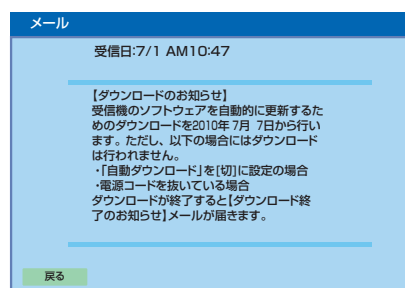 メール
受信日:7/1 AM10:47
【ダウンロードのお知らせ】
受信機のソフトウェアを自動的に更新するた
めのダウンロードを2010年 7月 7日から行い
ます。ただし、以下の場合にはダウンロード
は行われません。
・「自動ダウンロード」を[切]に設定の場合
・電源コードを抜いている場合
ダウンロードが終了すると【ダウンロード終
了のお知らせ】メールが届きます。
戻る